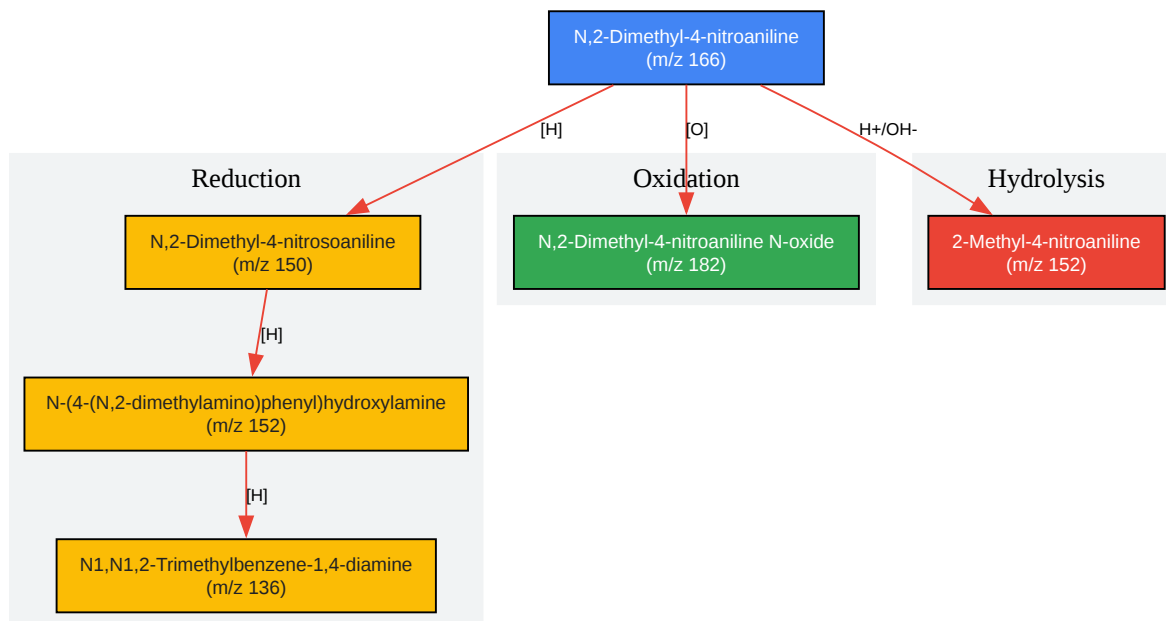 N,2-Dimethyl-4-nitroaniline
(m/z 166)
[H]
[O]
H+/OH-
Reduction
Oxidation
Hydrolysis
N,2-Dimethyl-4-nitrosoaniline
(m/z 150)
N,2-Dimethyl-4-nitroaniline N-oxide
(m/z 182)
2-Methyl-4-nitroaniline
(m/z 152)
[H]
N-(4-(N,2-dimethylamino)phenyl)hydroxylamine
(m/z 152)
[H]
N1,N1,2-Trimethylbenzene-1,4-diamine
(m/z 136)